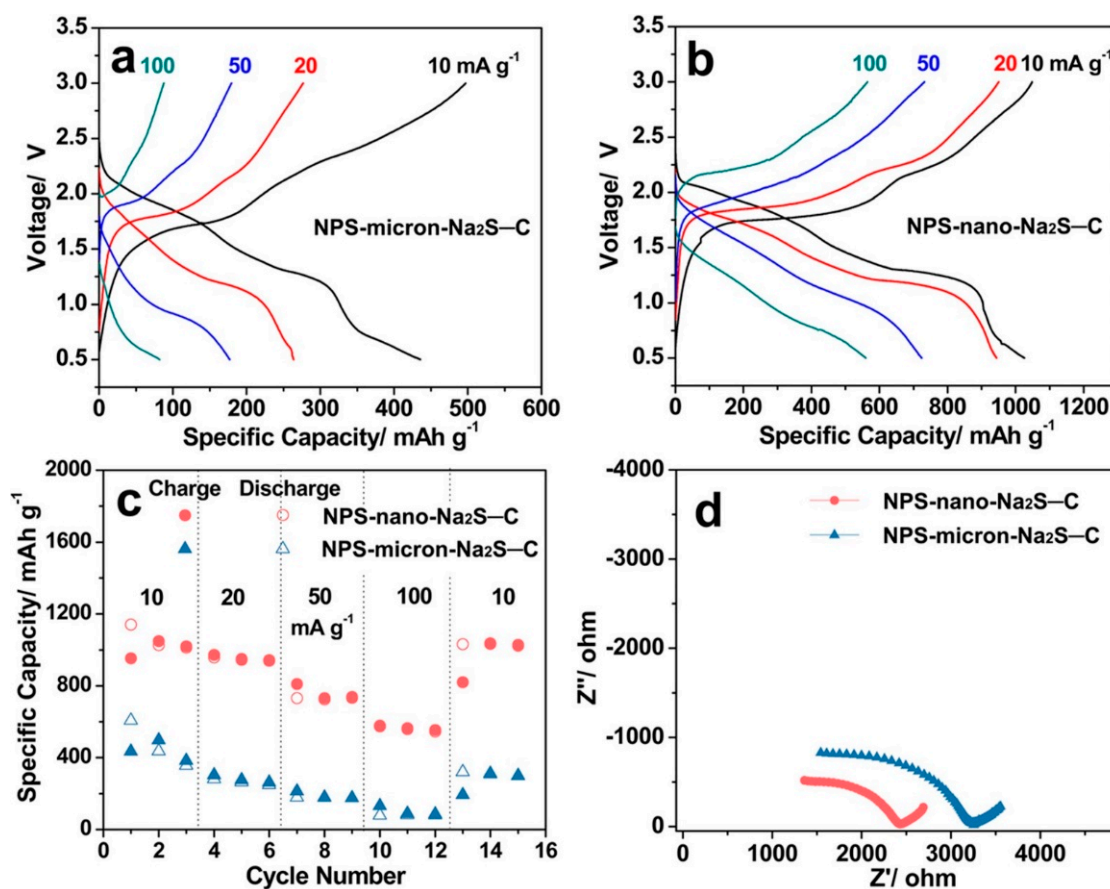 a
100
50
20
10 mA g⁻¹
NPS-micron-Na₂S—C
Voltage/ V
3.5
3.0
2.5
2.0
1.5
1.0
0.5
0
100
200
300
400
500
600
Specific Capacity/ mAh g⁻¹
b
100
50
20
10 mA g⁻¹
NPS-nano-Na₂S—C
Voltage/ V
3.5
3.0
2.5
2.0
1.5
1.0
0.5
0
200
400
600
800
1000
1200
Specific Capacity/ mAh g⁻¹
c
Charge
Discharge
NPS-nano-Na₂S—C
NPS-micron-Na₂S—C
10
20
50
100
10
mA g⁻¹
Specific Capacity/ mAh g⁻¹
2000
1600
1200
800
400
0
0
2
4
6
8
10
12
14
16
Cycle Number
d
NPS-nano-Na₂S—C
NPS-micron-Na₂S—C
Z''/ ohm
-4000
-3000
-2000
-1000
0
0
1000
2000
3000
4000
Z'/ ohm